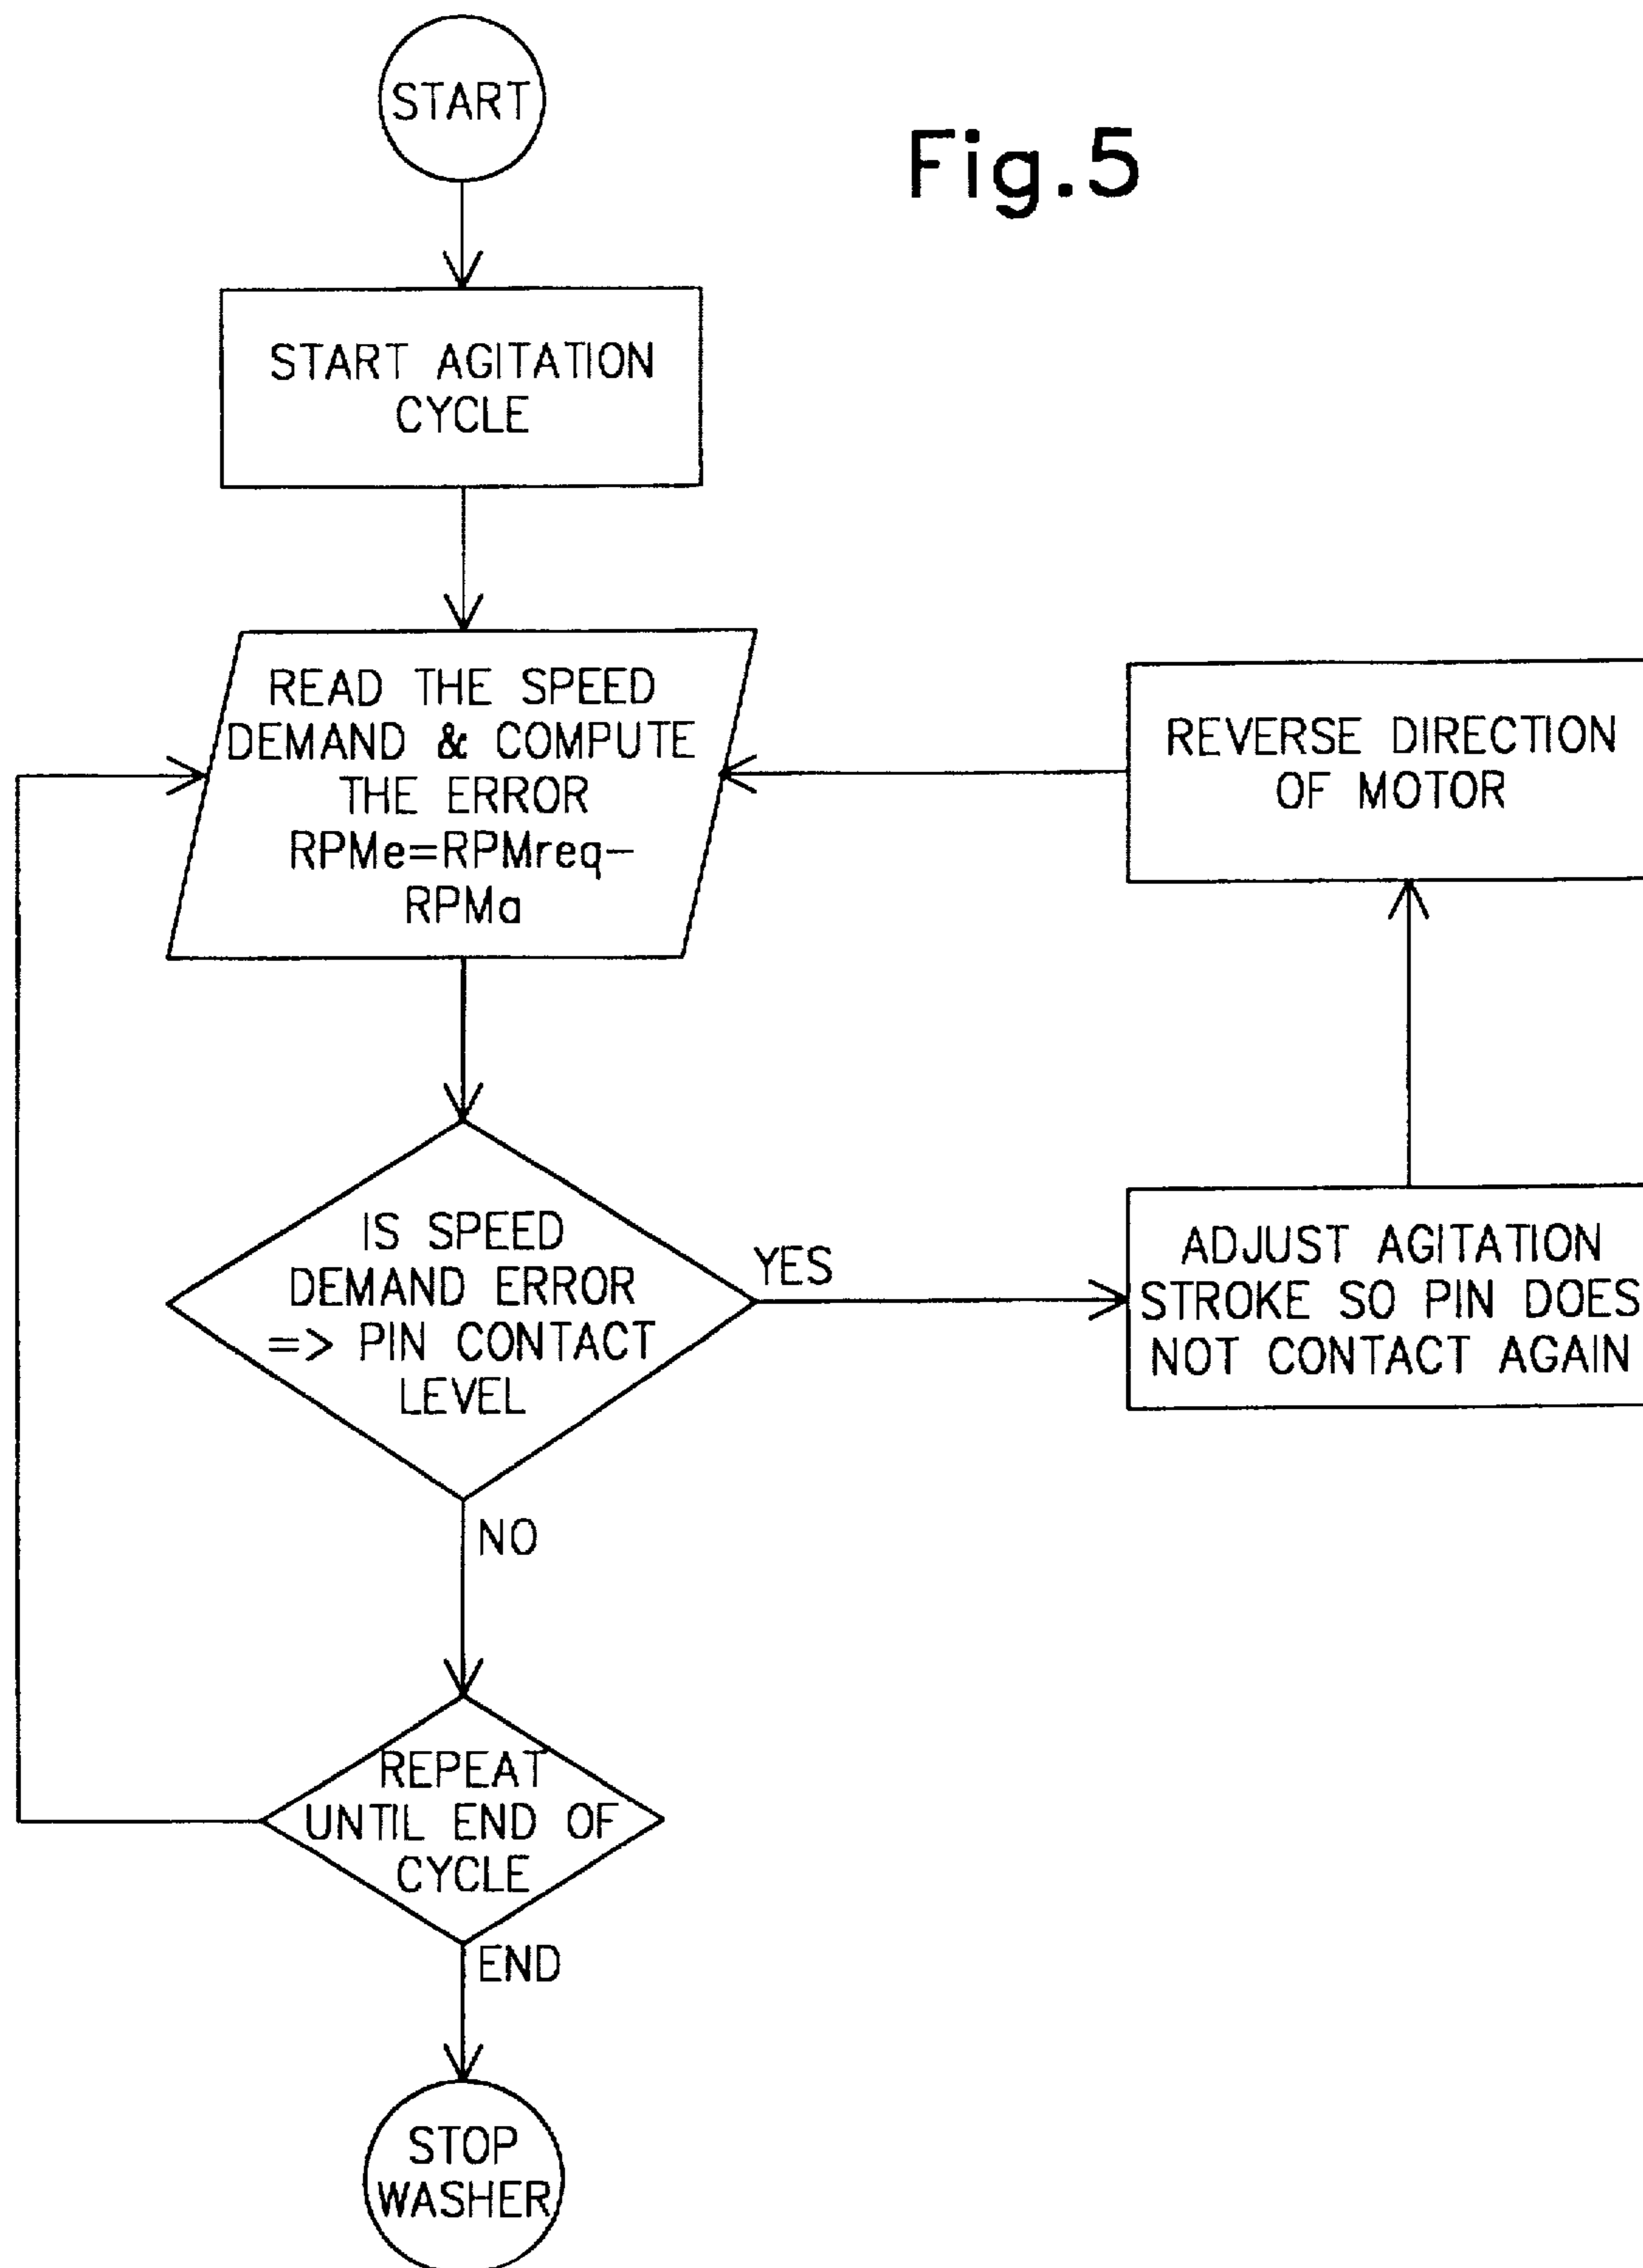 START
Fig.5
START AGITATION
CYCLE
READ THE SPEED
DEMAND & COMPUTE
THE ERROR
RPMe=RPMreq-
RPMa
REVERSE DIRECTION
OF MOTOR
IS SPEED
DEMAND ERROR
=> PIN CONTACT
LEVEL
YES
ADJUST AGITATION
STROKE SO PIN DOES
NOT CONTACT AGAIN
NO
REPEAT
UNTIL END OF
CYCLE
END
STOP
WASHER